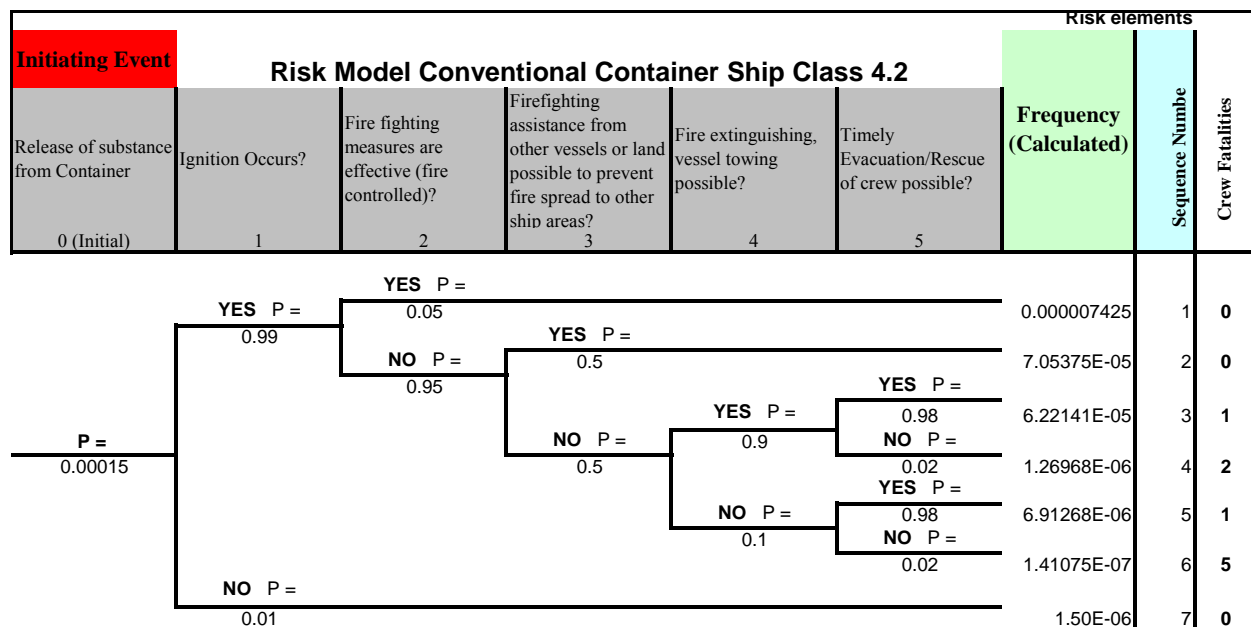 Risk elements
Initiating Event
Risk Model Conventional Container Ship Class 4.2
Release of substance
from Container
0 (Initial)
Ignition Occurs?
1
Fire fighting
measures are
effective (fire
controlled)?
2
Firefighting
assistance from
other vessels or land
possible to prevent
fire spread to other
ship areas?
3
Fire extinguishing,
vessel towing
possible?
4
Timely
Evacuation/Rescue
of crew possible?
5
Frequency
(Calculated)
Sequence Numbe
Crew Fatalities
YES P =
0.05
0.000007425 1 0
YES P =
0.99
YES P =
0.5
7.05375E-05 2 0
NO P =
0.95
YES P =
0.98
6.22141E-05 3 1
YES P =
0.9
NO P =
0.02
1.26968E-06 4 2
P =
0.00015
NO P =
0.5
YES P =
0.98
6.91268E-06 5 1
NO P =
0.1
NO P =
0.02
1.41075E-07 6 5
NO P =
0.01
1.50E-06 7 0